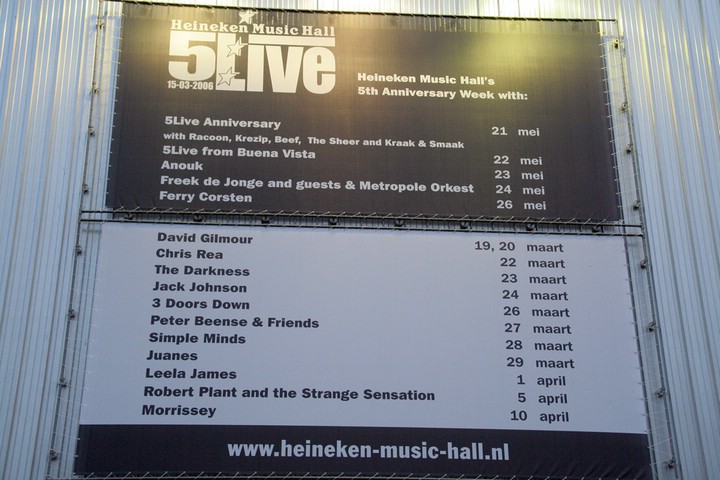 Heineken Music Hall
5Live
15-03-2006
Heineken Music Hall's
5th Anniversary Week with:
5Live Anniversary 21 mei
with Racoon, Krezip, Beef, The Sheer and Kraak & Smaak
5Live from Buena Vista 22 mei
Anouk 23 mei
Freek de Jonge and guests & Metropole Orkest 24 mei
Ferry Corsten 26 mei
David Gilmour 19, 20 maart
Chris Rea 22 maart
The Darkness 23 maart
Jack Johnson 24 maart
3 Doors Down 26 maart
Peter Beense & Friends 27 maart
Simple Minds 28 maart
Juanes 29 maart
Leela James 1 april
Robert Plant and the Strange Sensation 5 april
Morrissey 10 april
www.heineken-music-hall.nl